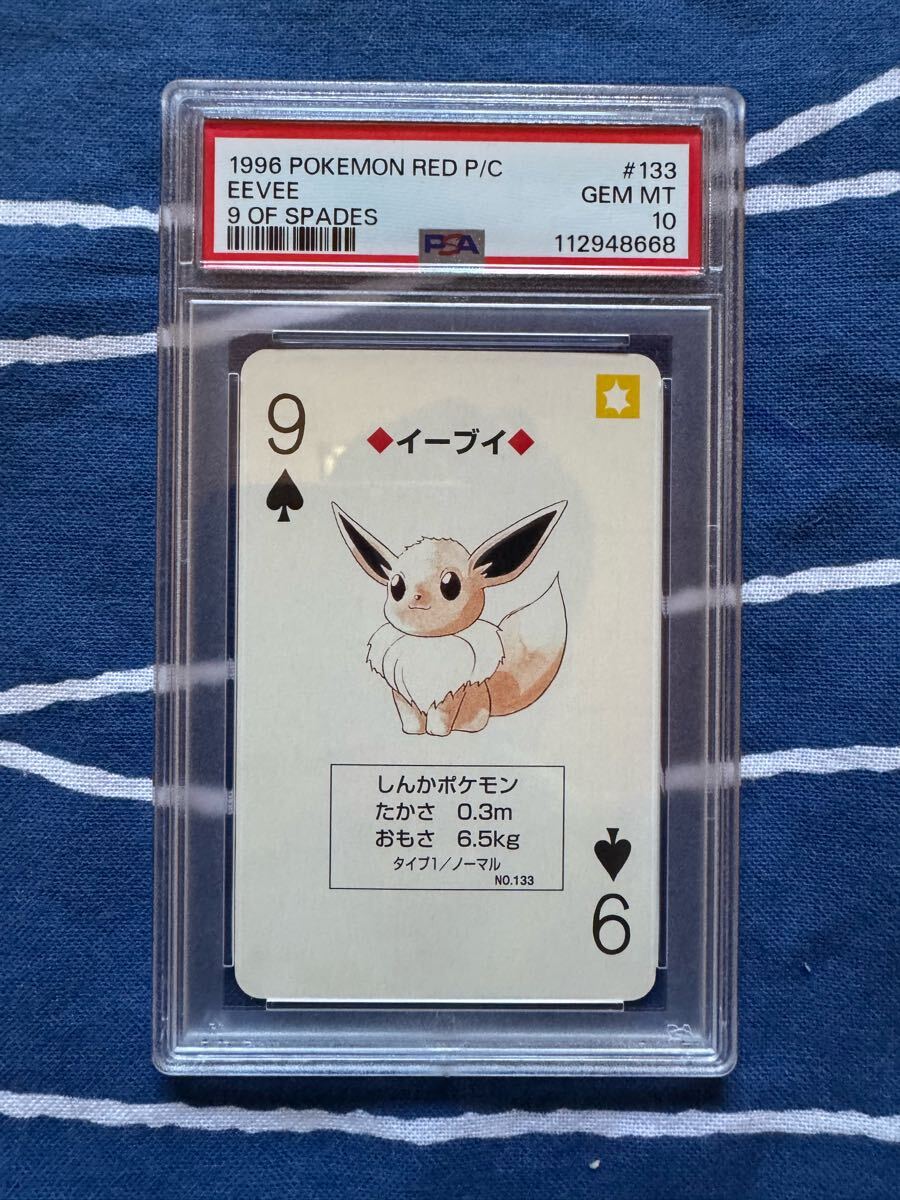 1996 POKEMON RED P/C #133
EEVEE GEM MT
9 OF SPADES 10
PSA 112948668
9
◆イーブイ◆
しんかポケモン
たかさ 0.3m
おもさ 6.5kg
タイプ1/ノーマル
NO.133
9